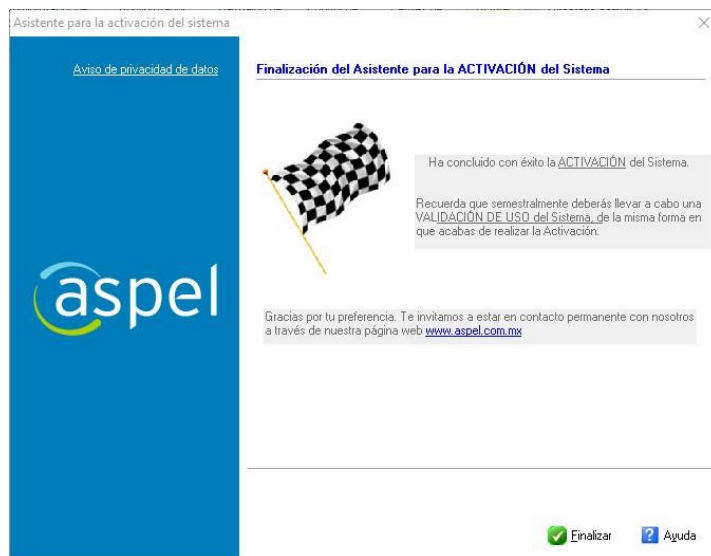 Asistente para la activación del sistema
Aviso de privacidad de datos
Finalización del Asistente para la ACTIVACIÓN del Sistema
Ha concluido con éxito la ACTIVACIÓN del Sistema.
Recuerda que semestralmente deberás llevar a cabo una
VALIDACIÓN DE USO del Sistema, de la misma forma en
que acabas de realizar la Activación.
aspel
Gracias por tu preferencia. Te invitamos a estar en contacto permanente con nosotros
a través de nuestra página web www.aspel.com.mx
Finalizar
Ayuda